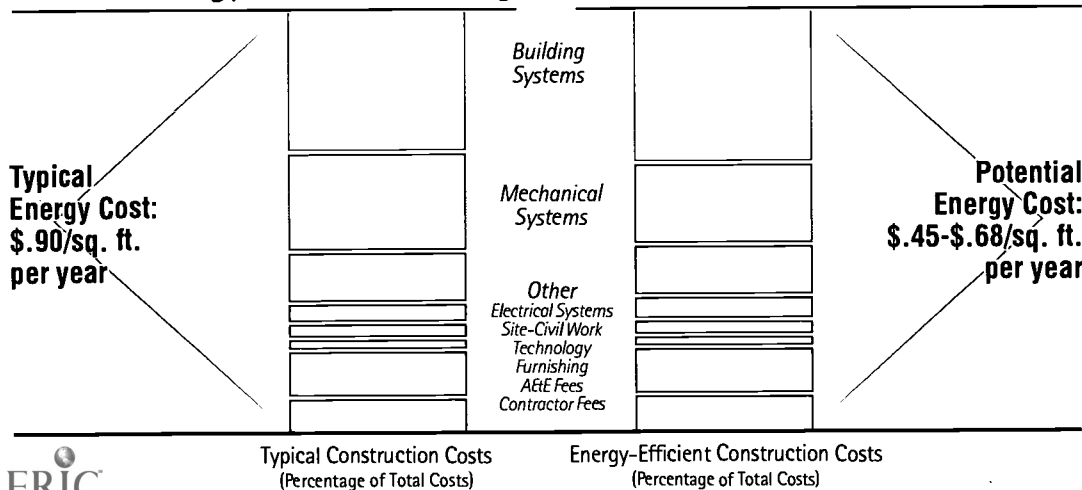 Typical
Energy Cost:
$.90/sq. ft.
per year
Building
Systems
Mechanical
Systems
Other
Electrical Systems
Site-Civil Work
Technology
Furnishing
A&E Fees
Contractor Fees
Potential
Energy Cost:
$.45-$.68/sq. ft.
per year
Typical Construction Costs
(Percentage of Total Costs)
Energy-Efficient Construction Costs
(Percentage of Total Costs)
ERIC